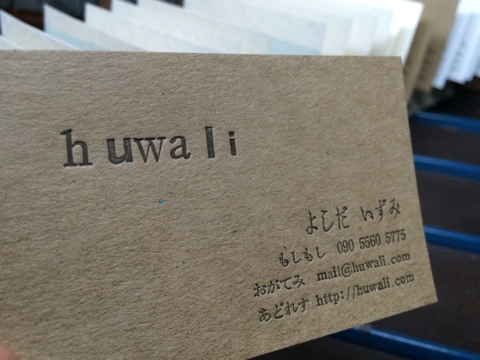 huwali
よしだ いずみ
もしもし 090 5560 5775
おがてみ mail@huwali.com
あどれす http://huwali.com